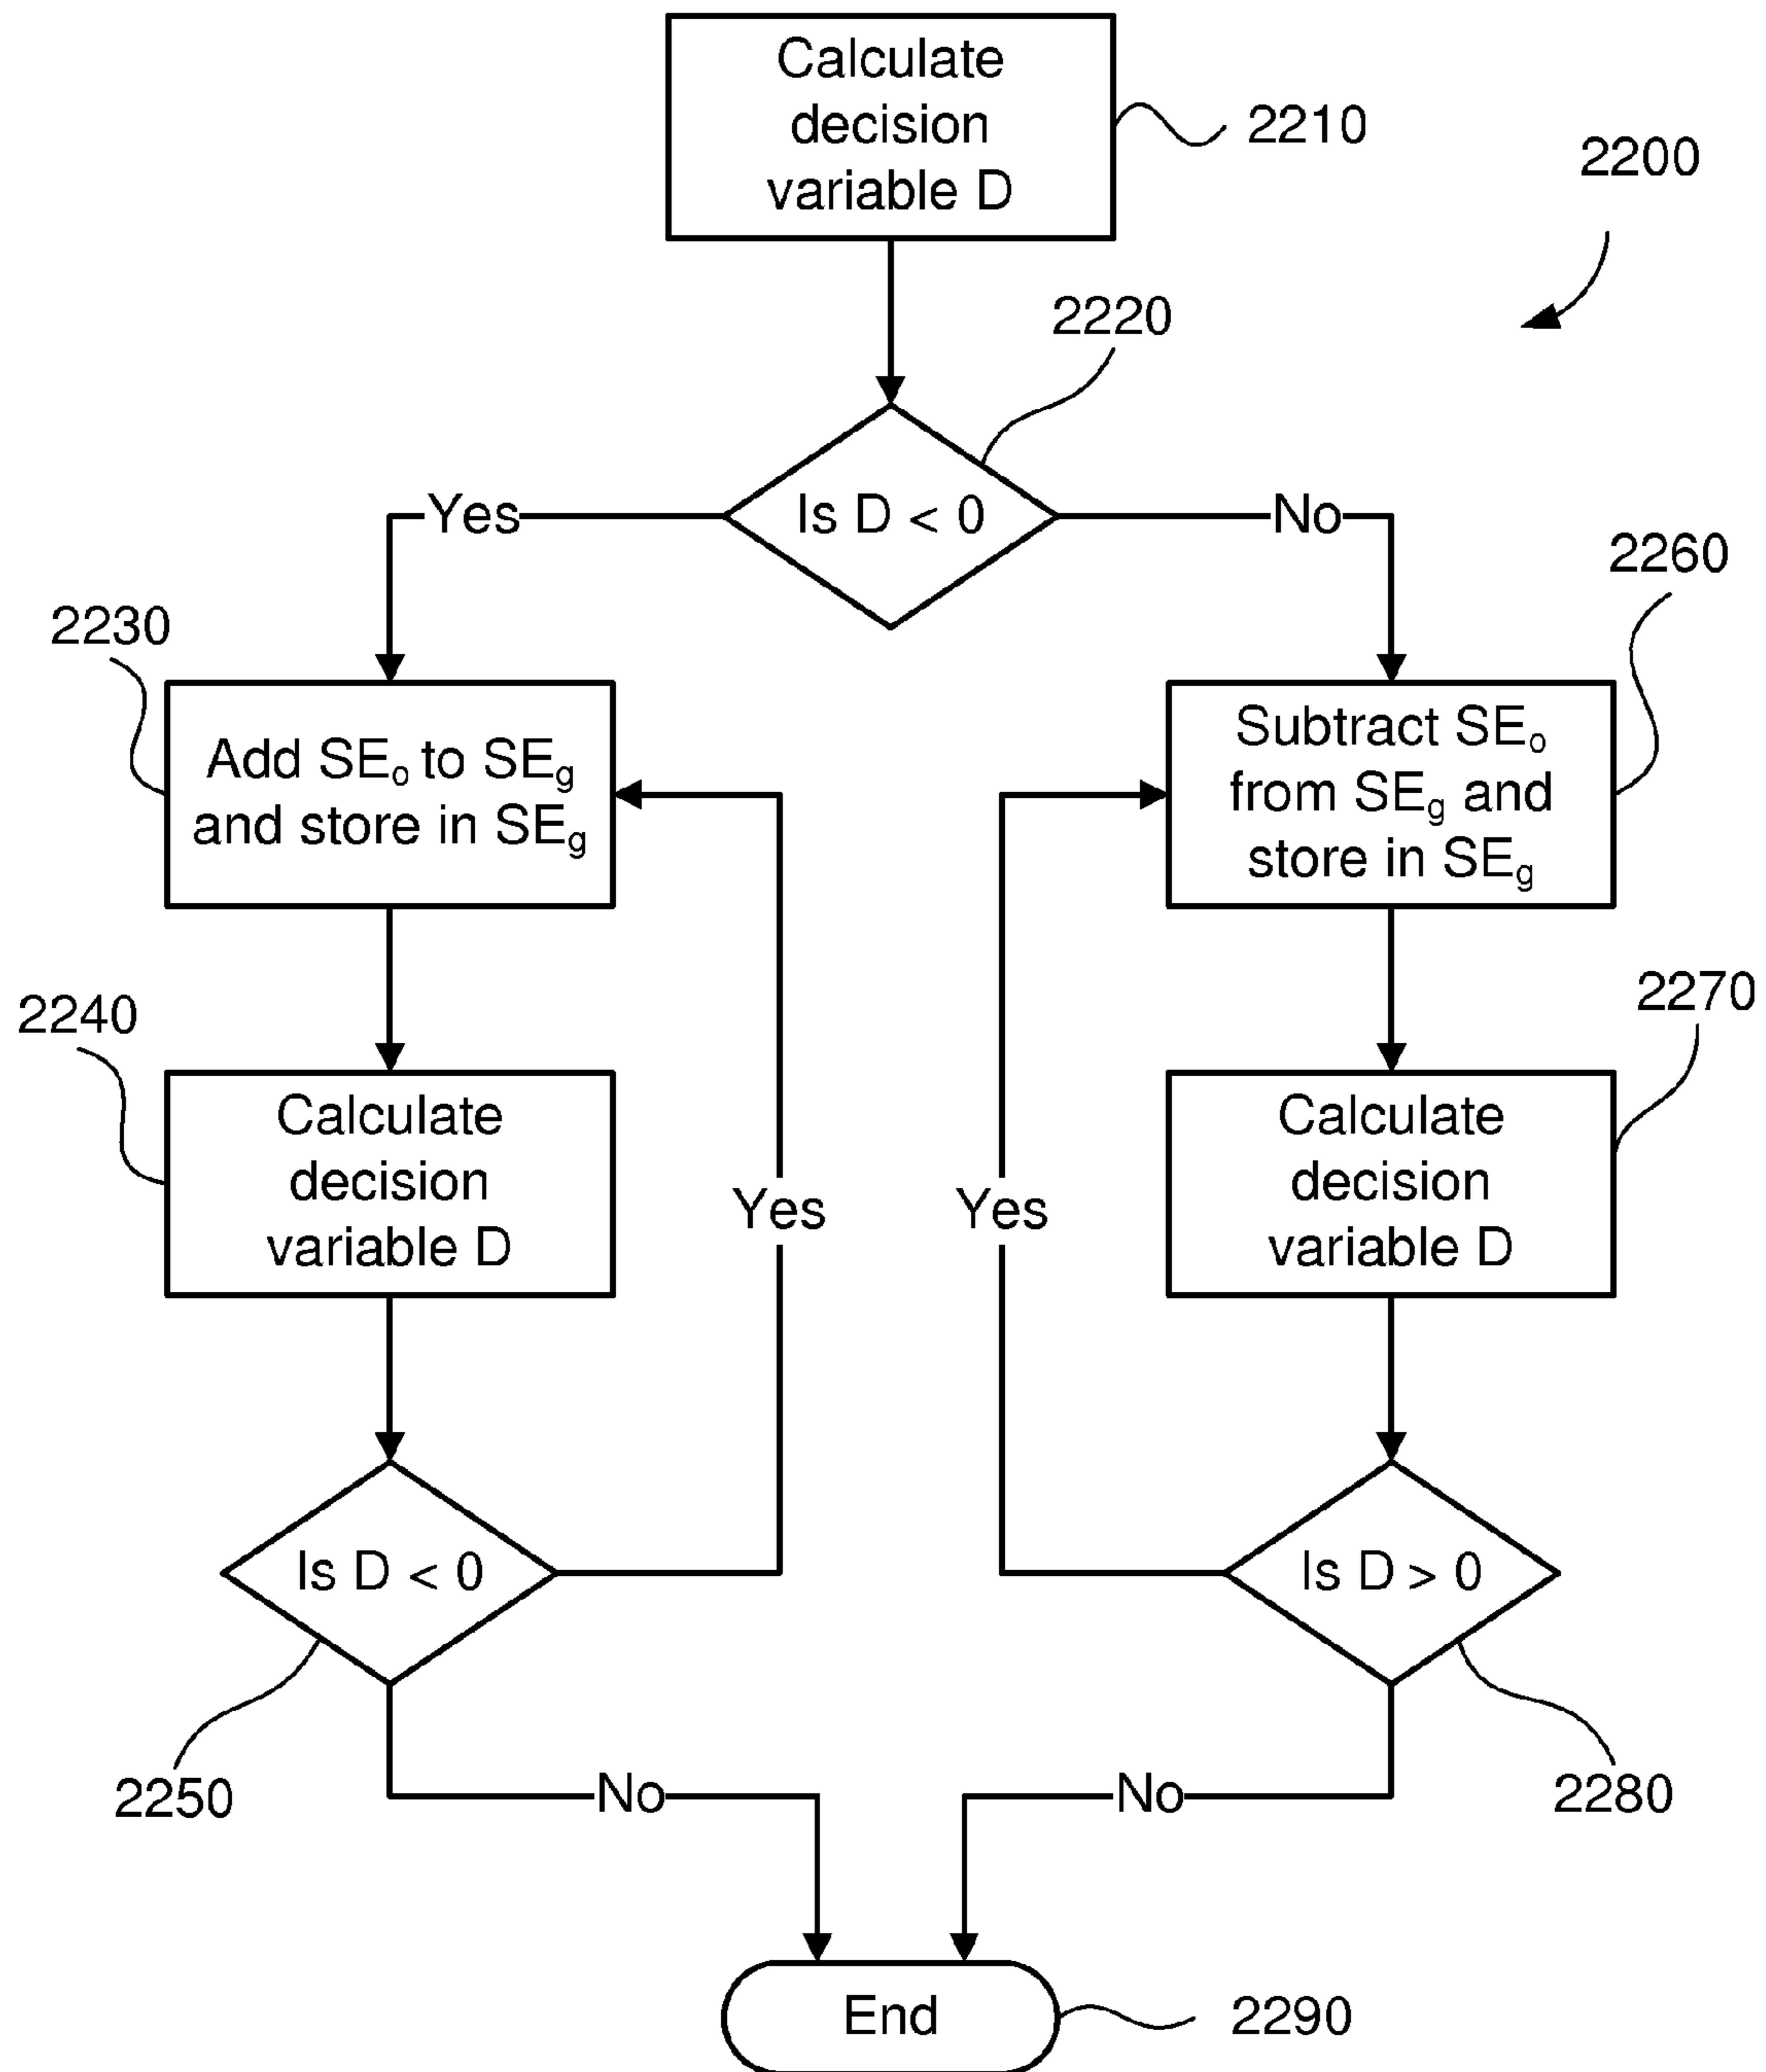 Calculate
decision
variable D
2210
2200
2220
Is D < 0
Yes
No
2260
2230
Add SEo to SEg
and store in SEg
Subtract SEo
from SEg and
store in SEg
2240
2270
Calculate
decision
variable D
Yes
Yes
Calculate
decision
variable D
Is D < 0
Is D > 0
2250
No
No
2280
End
2290